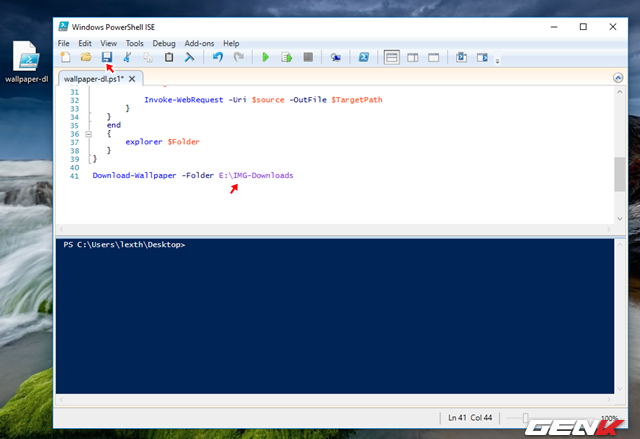 Windows PowerShell ISE
File Edit View Tools Debug Add-ons Help
wallpaper-dl
wallpaper-dl.ps1*
31
32 Invoke-WebRequest -Uri $source -OutFile $TargetPath
33 }
34 }
35 end
36 {
37 explorer $Folder
38 }
39 }
40
41 Download-Wallpaper -Folder E:\IMG-Downloads
PS C:\Users\lexth\Desktop>
Ln 41 Col 44
100%
GENK